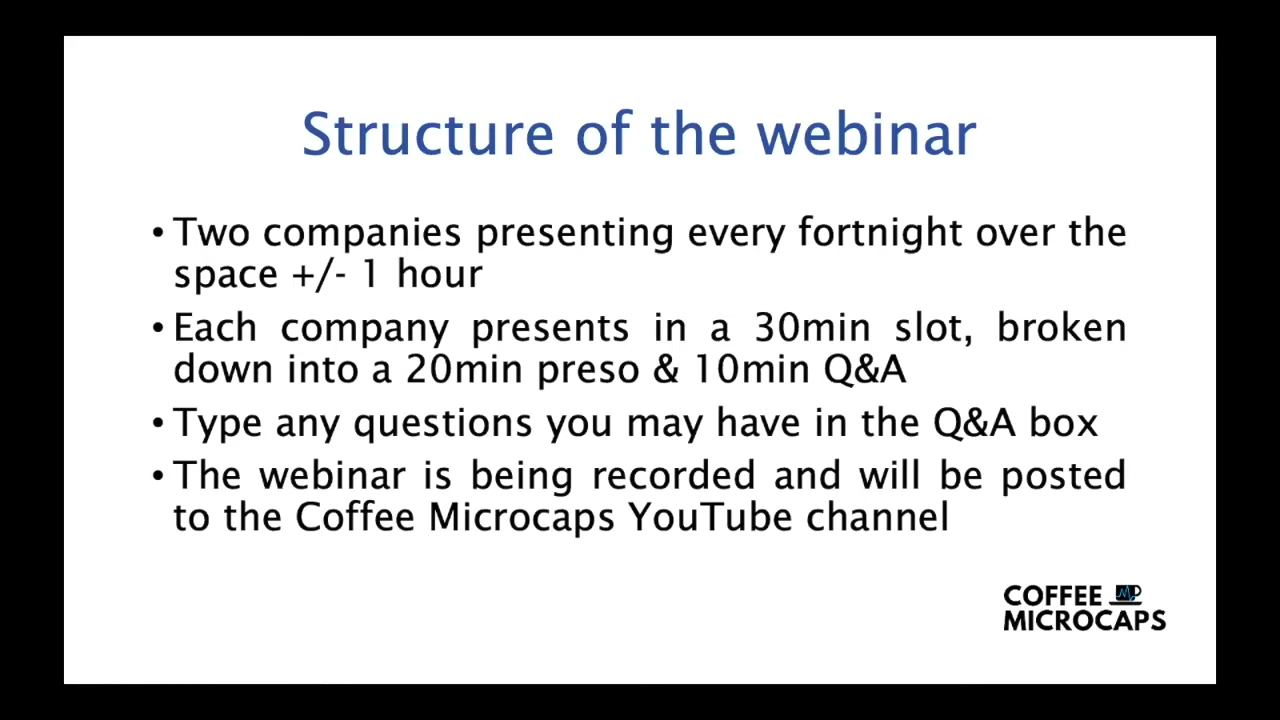 Structure of the webinar
• Two companies presenting every fortnight over the
space +/- 1 hour
• Each company presents in a 30min slot, broken
down into a 20min preso & 10min Q&A
• Type any questions you may have in the Q&A box
• The webinar is being recorded and will be posted
to the Coffee Microcaps YouTube channel
COFFEE
MICROCAPS